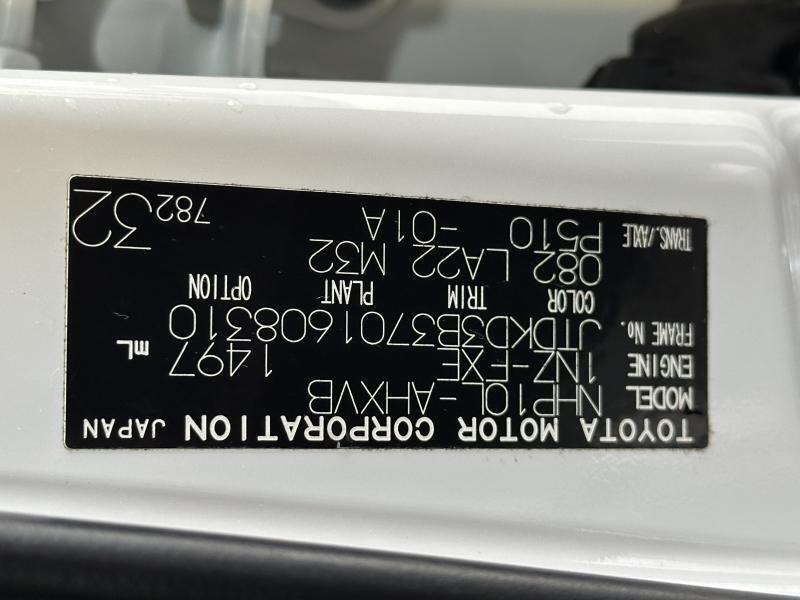 TOYOTA MOTOR CORPORATION JAPAN
MODEL NHP10L-AHXVB
ENGINE 1NZ-FXE 1497 mL
FRAME No. JTDKD3B3701608310
COLOR TRIM PLANT OPTION
082 LA22 M32
TRANS./AXLE P510 -01A
78232